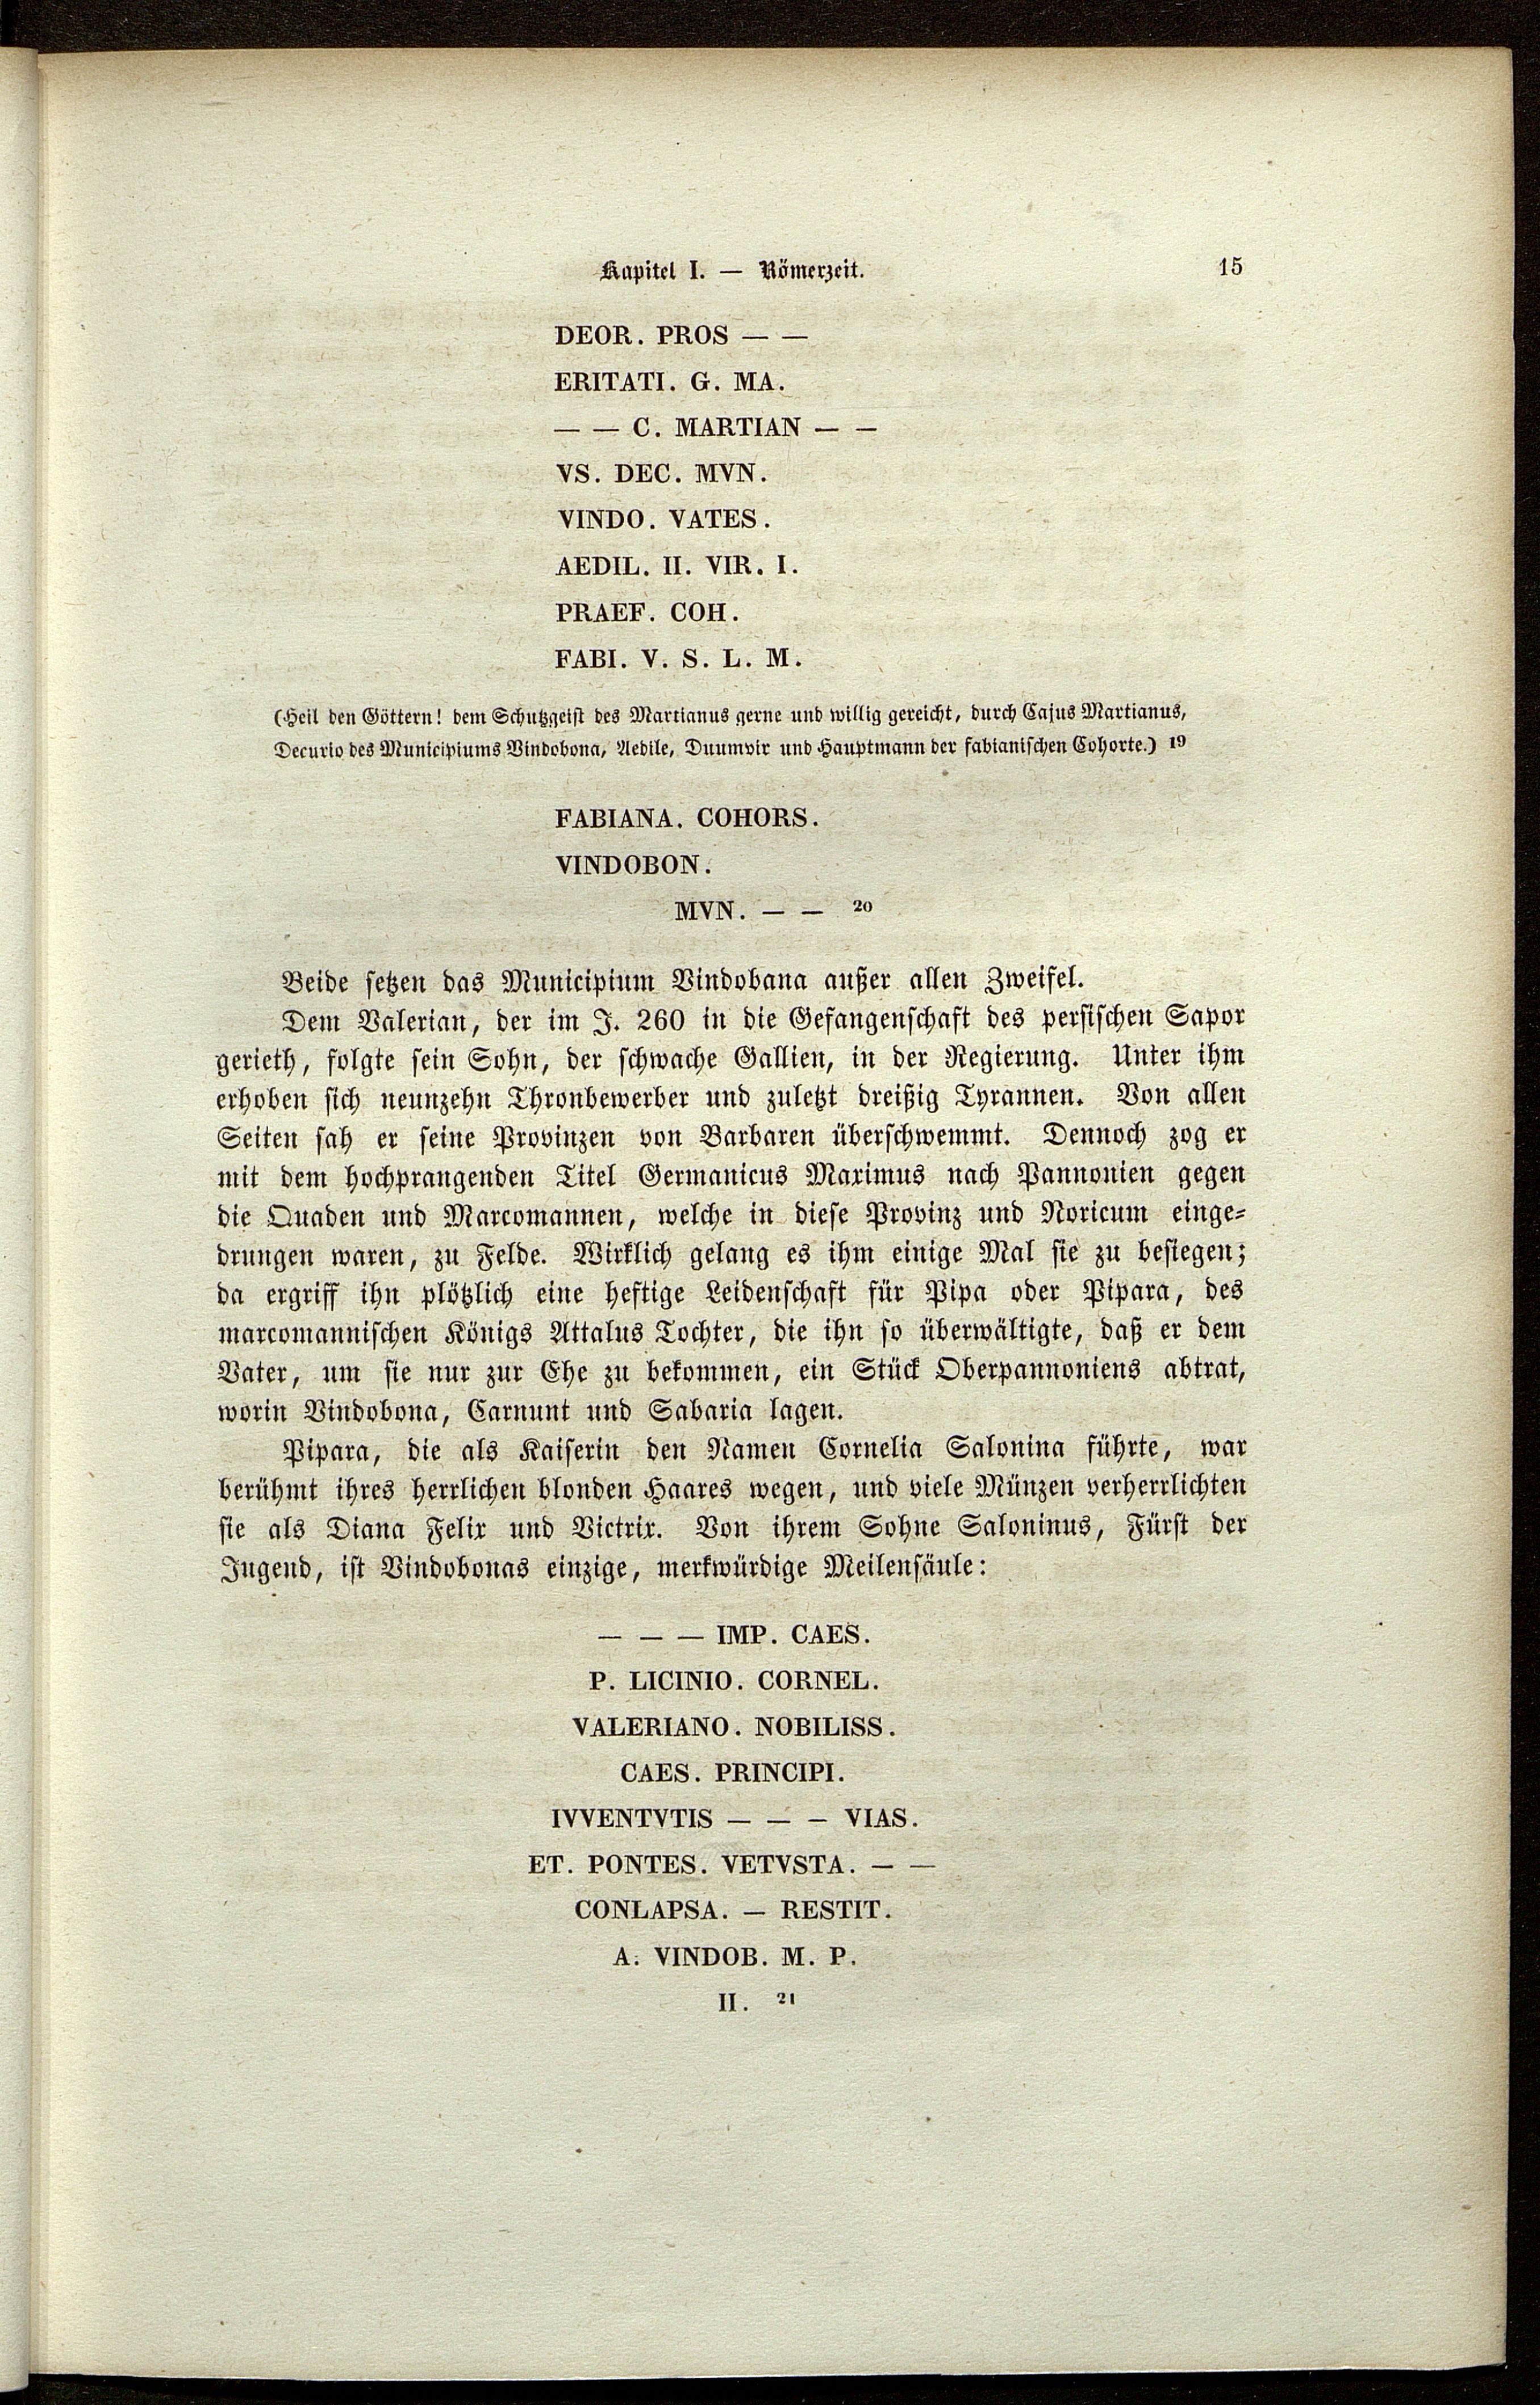 Kapitel I. — Römerzeit. 15
DEOR. PROS — —
ERITATI. G. MA.
— — C. MARTIAN — —
VS. DEC. MVN.
VINDO. VATES.
AEDIL. II. VIR. I.
PRAEF. COH.
FABI. V. S. L. M.
(Heil den Göttern! dem Schutzgeist des Martianus gerne und willig gereicht, durch Cajus Martianus,
Decurio des Municipiums Vindobona, Aedile, Duumvir und Hauptmann der fabianischen Cohorte.) 19
FABIANA. COHORS.
VINDOBON.
MVN. — — 20
Beide setzen das Municipium Vindobana außer allen Zweifel.
Dem Valerian, der im J. 260 in die Gefangenschaft des persischen Sapor
gerieth, folgte sein Sohn, der schwache Gallien, in der Regierung. Unter ihm
erhoben sich neunzehn Thronbewerber und zuletzt dreißig Tyrannen. Von allen
Seiten sah er seine Provinzen von Barbaren überschwemmt. Dennoch zog er
mit dem hochprangenden Titel Germanicus Maximus nach Pannonien gegen
die Quaden und Marcomannen, welche in diese Provinz und Noricum einge-
drungen waren, zu Felde. Wirklich gelang es ihm einige Mal sie zu besiegen;
da ergriff ihn plötzlich eine heftige Leidenschaft für Pipa oder Pipara, des
marcomannischen Königs Attalus Tochter, die ihn so überwältigte, daß er dem
Vater, um sie nur zur Ehe zu bekommen, ein Stück Oberpannoniens abtrat,
worin Vindobona, Carnunt und Sabaria lagen.
Pipara, die als Kaiserin den Namen Cornelia Salonina führte, war
berühmt ihres herrlichen blonden Haares wegen, und viele Münzen verherrlichten
sie als Diana Felix und Victrix. Von ihrem Sohne Saloninus, Fürst der
Jugend, ist Vindobonas einzige, merkwürdige Meilensäule:
— — — IMP. CAES.
P. LICINIO. CORNEL.
VALERIANO. NOBILISS.
CAES. PRINCIPI.
IVVENTVTIS — — — VIAS.
ET. PONTES. VETVSTA. — —
CONLAPSA. — RESTIT.
A. VINDOB. M. P.
II. 21